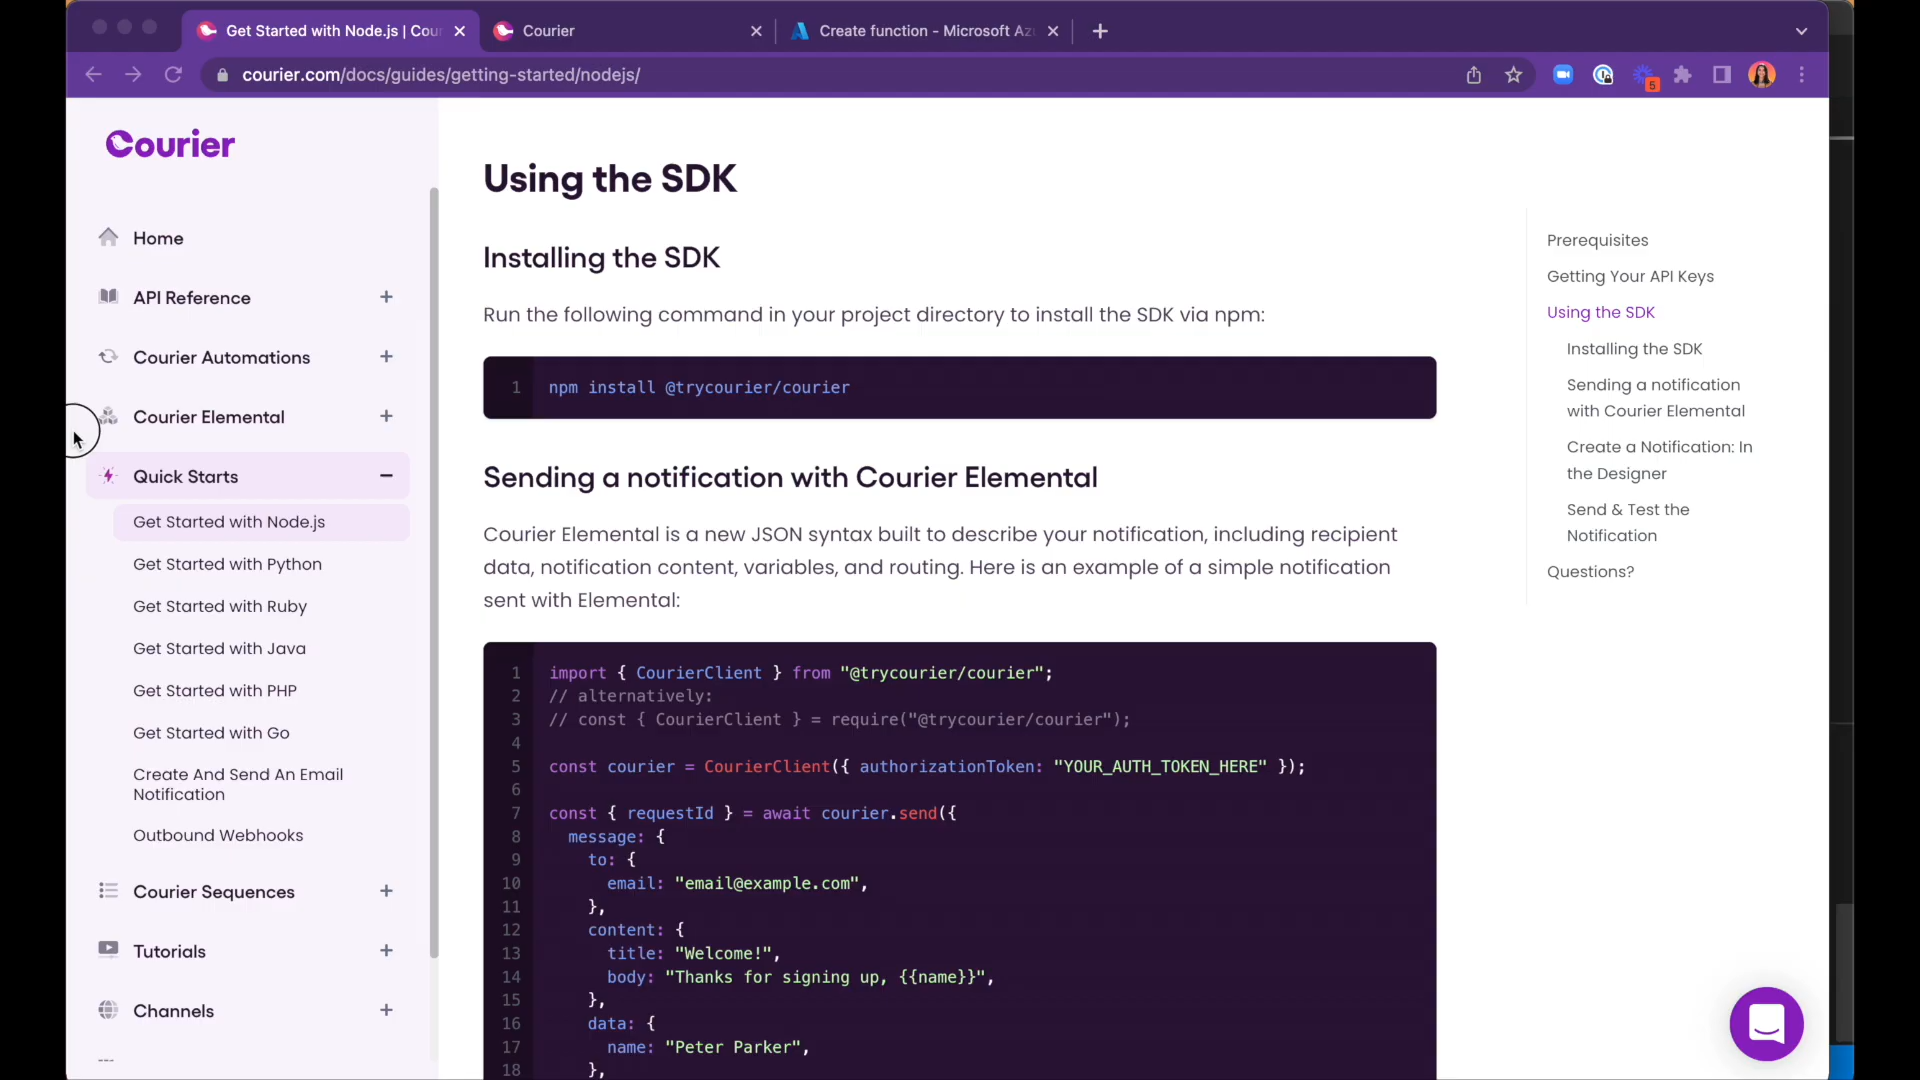 Get Started with Node.js | Cour
Courier
Create function - Microsoft Az
courier.com/docs/guides/getting-started/nodejs/
5
Courier
Home
API Reference
Courier Automations
Courier Elemental
Quick Starts
Get Started with Node.js
Get Started with Python
Get Started with Ruby
Get Started with Java
Get Started with PHP
Get Started with Go
Create And Send An Email
Notification
Outbound Webhooks
Courier Sequences
Tutorials
Channels
Using the SDK
Installing the SDK
Run the following command in your project directory to install the SDK via npm:
1 npm install @trycourier/courier
Sending a notification with Courier Elemental
Courier Elemental is a new JSON syntax built to describe your notification, including recipient
data, notification content, variables, and routing. Here is an example of a simple notification
sent with Elemental:
1 import { CourierClient } from "@trycourier/courier";
2 // alternatively:
3 // const { CourierClient } = require("@trycourier/courier");
4
5 const courier = CourierClient({ authorizationToken: "YOUR_AUTH_TOKEN_HERE" });
6
7 const { requestId } = await courier.send({
8 message: {
9 to: {
10 email: "email@example.com",
11 },
12 content: {
13 title: "Welcome!",
14 body: "Thanks for signing up, {{name}}",
15 },
16 data: {
17 name: "Peter Parker",
18 },
Prerequisites
Getting Your API Keys
Using the SDK
Installing the SDK
Sending a notification
with Courier Elemental
Create a Notification: In
the Designer
Send & Test the
Notification
Questions?